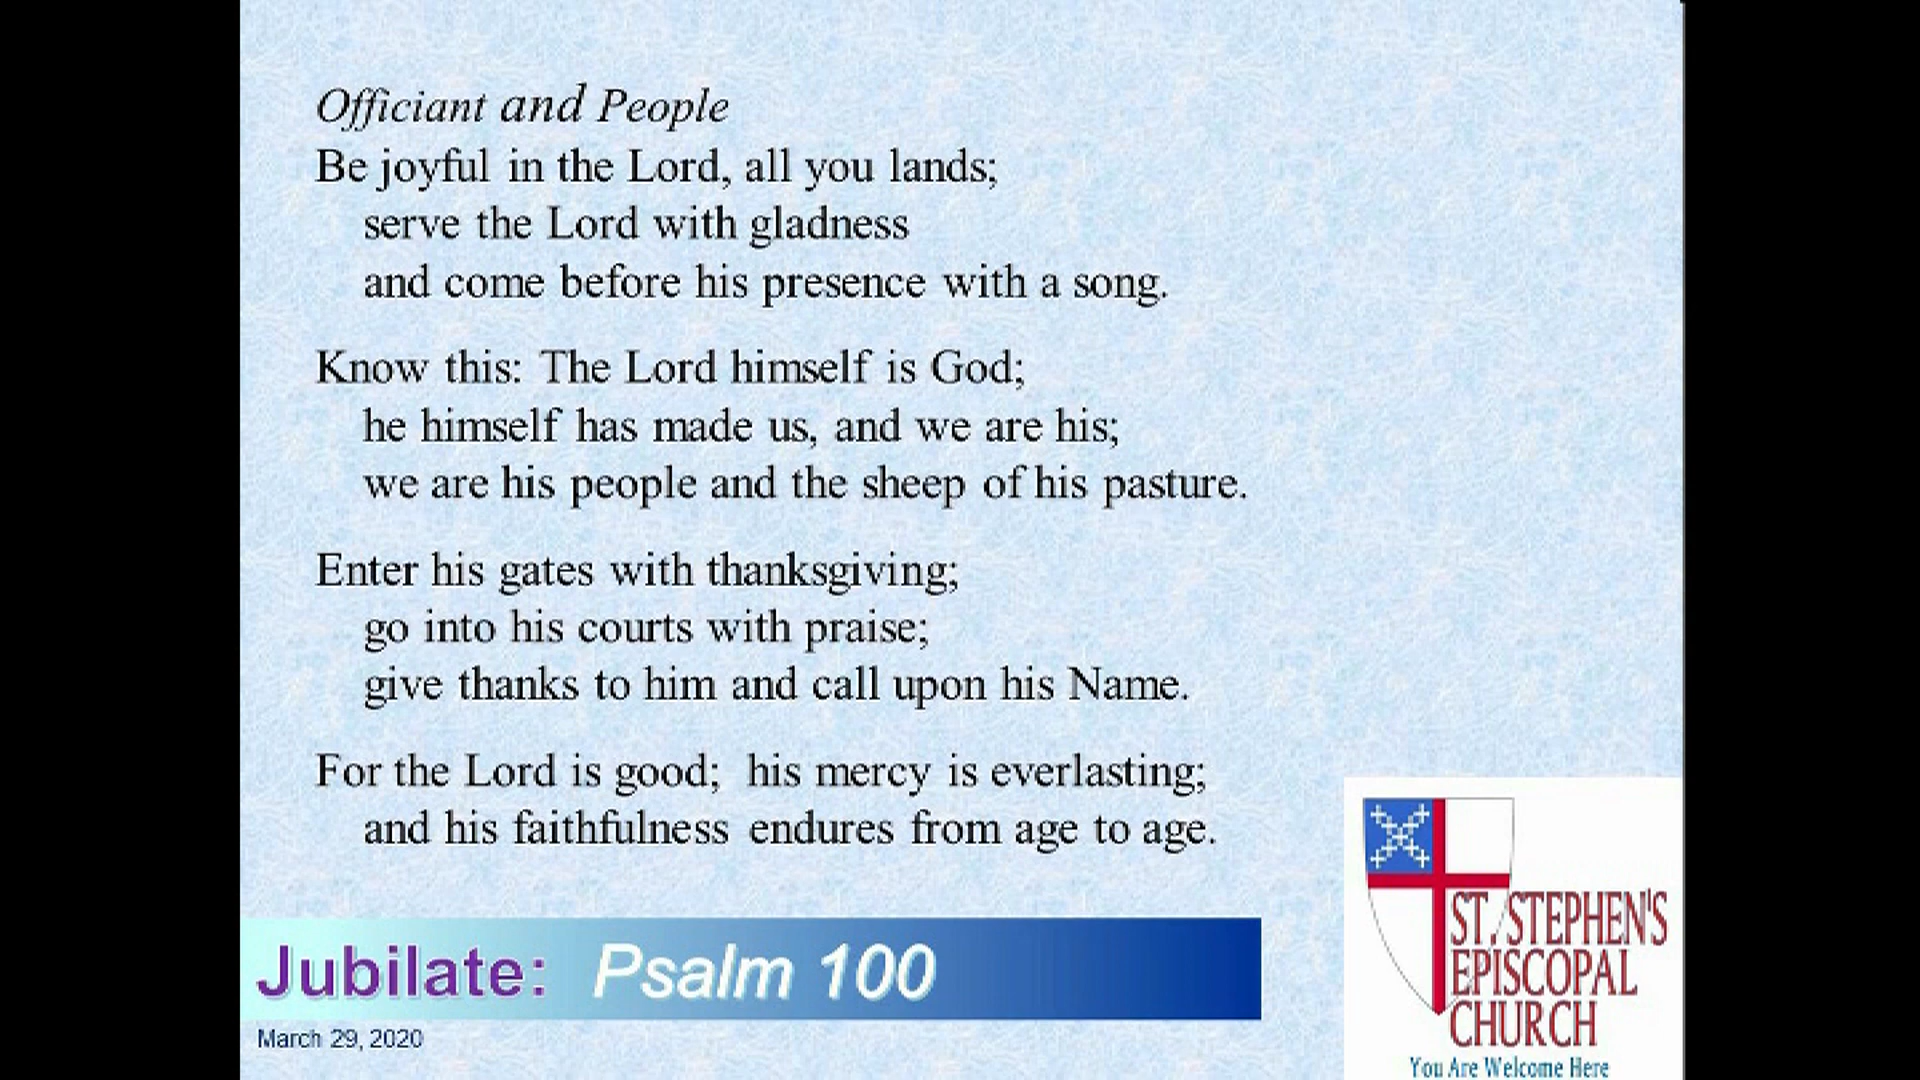 Officiant and People
Be joyful in the Lord, all you lands;
serve the Lord with gladness
and come before his presence with a song.
Know this: The Lord himself is God;
he himself has made us, and we are his;
we are his people and the sheep of his pasture.
Enter his gates with thanksgiving;
go into his courts with praise;
give thanks to him and call upon his Name.
For the Lord is good; his mercy is everlasting;
and his faithfulness endures from age to age.
Jubilate: Psalm 100
March 29, 2020
ST. STEPHEN'S
EPISCOPAL
CHURCH
You Are Welcome Here